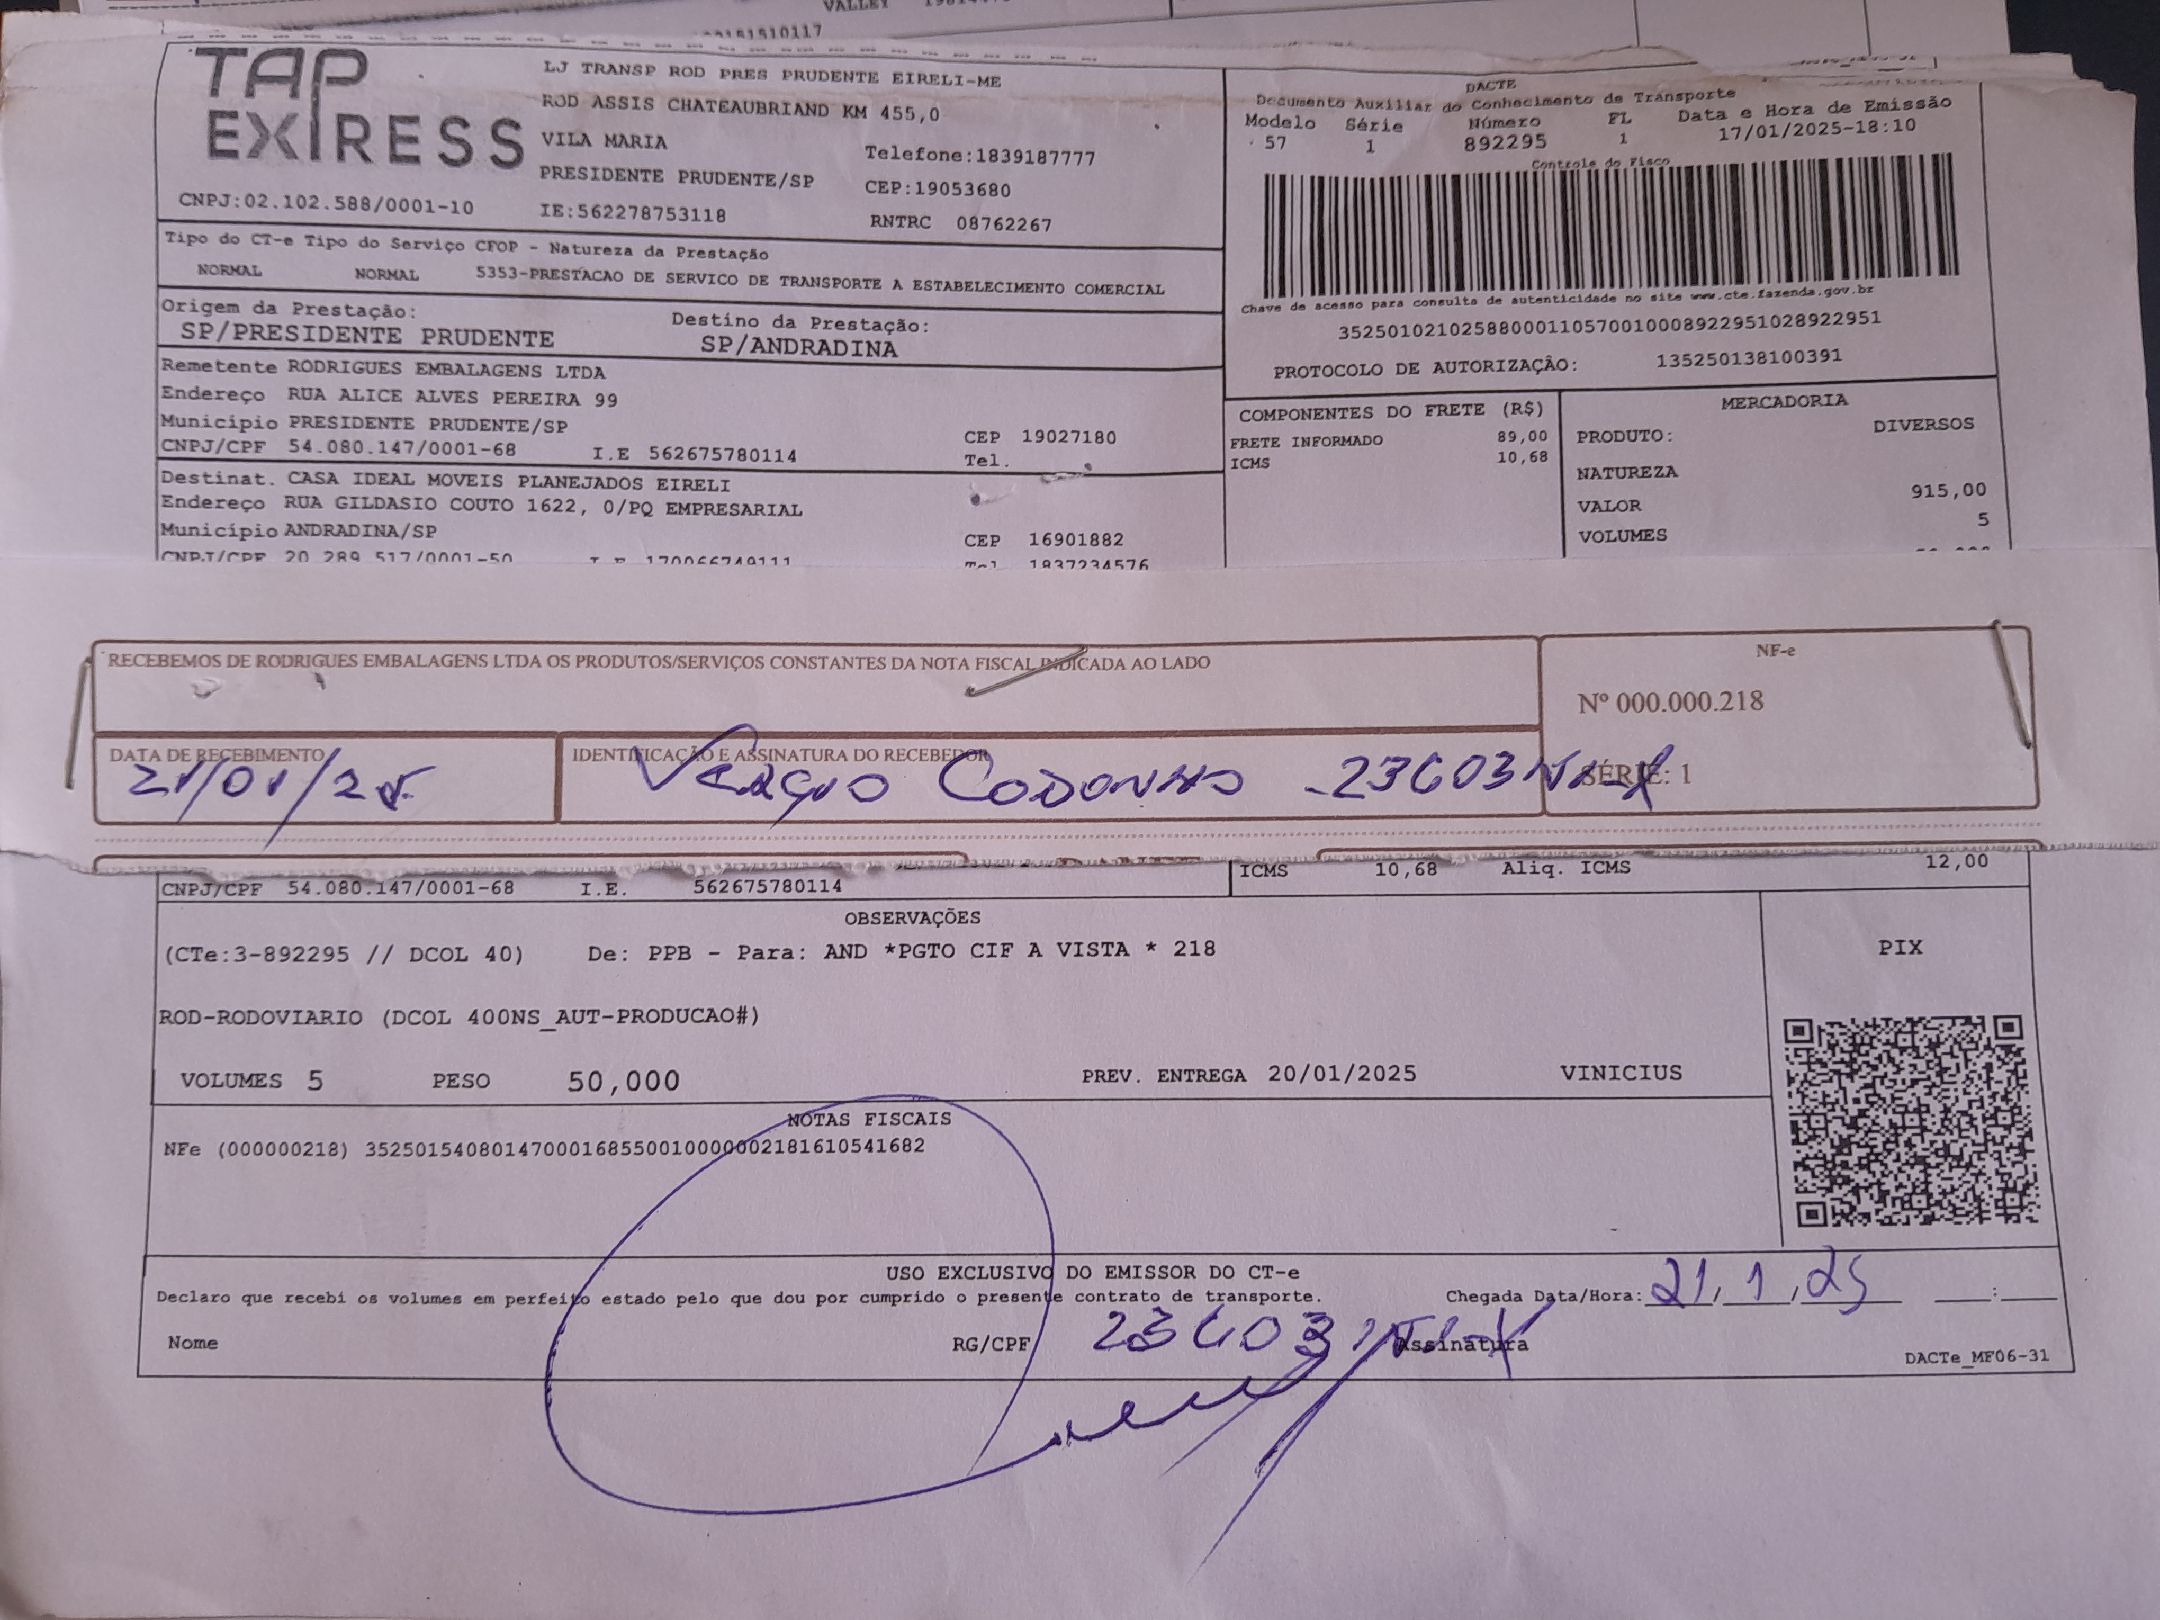 VALLEY
TAP
EXPRESS
CNPJ:02.102.588/0001-10
LJ TRANSP ROD PRES PRUDENTE EIRELI-ME
ROD ASSIS CHATEAUBRIAND KM 455,0
VILA MARIA
Telefone:1839187777
PRESIDENTE PRUDENTE/SP
CEP:19053680
IE:562278753118
RNTRC 08762267
DACTE
Documento Auxiliar do Conhecimento de Transporte
Modelo Série Número FL Data e Hora de Emissão
57 1 892295 1 17/01/2025-18:10
Controle do Fisco
Chave de acesso para consulta de autenticidade no site www.cte.fazenda.gov.br
35250102102588000110570010008922951028922951
PROTOCOLO DE AUTORIZAÇÃO: 135250138100391
Tipo do CT-e Tipo do Serviço CFOP - Natureza da Prestação
NORMAL NORMAL 5353-PRESTACAO DE SERVICO DE TRANSPORTE A ESTABELECIMENTO COMERCIAL
Origem da Prestação: Destino da Prestação:
SP/PRESIDENTE PRUDENTE SP/ANDRADINA
Remetente RODRIGUES EMBALAGENS LTDA
Endereço RUA ALICE ALVES PEREIRA 99
Município PRESIDENTE PRUDENTE/SP CEP 19027180
CNPJ/CPF 54.080.147/0001-68 I.E 562675780114 Tel.
Destinat. CASA IDEAL MOVEIS PLANEJADOS EIRELI
Endereço RUA GILDASIO COUTO 1622, 0/PQ EMPRESARIAL
Município ANDRADINA/SP CEP 16901882
CNPJ/CPF 20.289.517/0001-50 I.E 170066749111 Tel 1837234576
COMPONENTES DO FRETE (R$)
FRETE INFORMADO 89,00
ICMS 10,68
MERCADORIA
PRODUTO: DIVERSOS
NATUREZA
VALOR 915,00
VOLUMES 5
RECEBEMOS DE RODRIGUES EMBALAGENS LTDA OS PRODUTOS/SERVIÇOS CONSTANTES DA NOTA FISCAL INDICADA AO LADO
NF-e
Nº 000.000.218
SÉRIE: 1
DATA DE RECEBIMENTO
21/01/25
IDENTIFICAÇÃO E ASSINATURA DO RECEBEDOR
CNPJ/CPF 54.080.147/0001-68 I.E. 562675780114
ICMS 10,68 Aliq. ICMS 12,00
OBSERVAÇÕES
(CTe:3-892295 // DCOL 40) De: PPB - Para: AND *PGTO CIF A VISTA * 218
ROD-RODOVIARIO (DCOL 400NS_AUT-PRODUCAO#)
VOLUMES 5 PESO 50,000 PREV. ENTREGA 20/01/2025 VINICIUS
PIX
NOTAS FISCAIS
NFe (000000218) 35250154080147000168550010000002181610541682
USO EXCLUSIVO DO EMISSOR DO CT-e
Declaro que recebi os volumes em perfeito estado pelo que dou por cumprido o presente contrato de transporte.
Chegada Data/Hora: 21/1/25 :
Nome RG/CPF Assinatura
DACTe_MF06-31